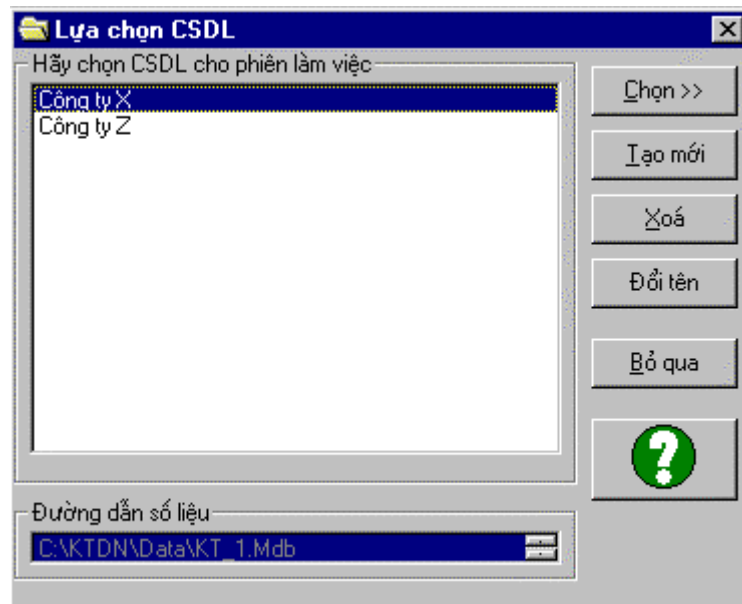 Lựa chọn CSDL
Hãy chọn CSDL cho phiên làm việc
Công ty X
Công ty Z
Chọn >>
Tạo mới
Xoá
Đổi tên
Bỏ qua
?
Đường dẫn số liệu
C:\KTDN\Data\KT_1.Mdb